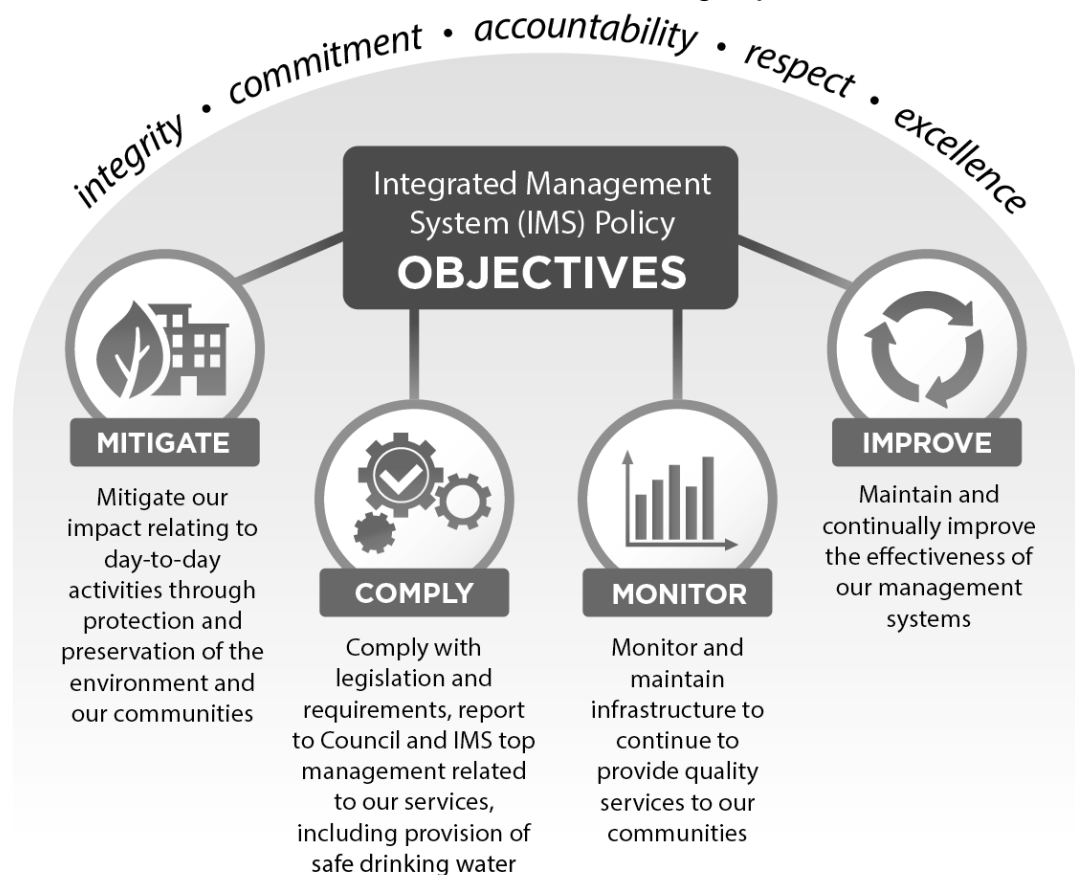 integrity • commitment • accountability • respect • excellence
Integrated Management
System (IMS) Policy
OBJECTIVES
MITIGATE
Mitigate our
impact relating to
day-to-day
activities through
protection and
preservation of the
environment and
our communities
COMPLY
Comply with
legislation and
requirements, report
to Council and IMS top
management related
to our services,
including provision of
safe drinking water
MONITOR
Monitor and
maintain
infrastructure to
continue to
provide quality
services to our
communities
IMPROVE
Maintain and
continually improve
the effectiveness of
our management
systems